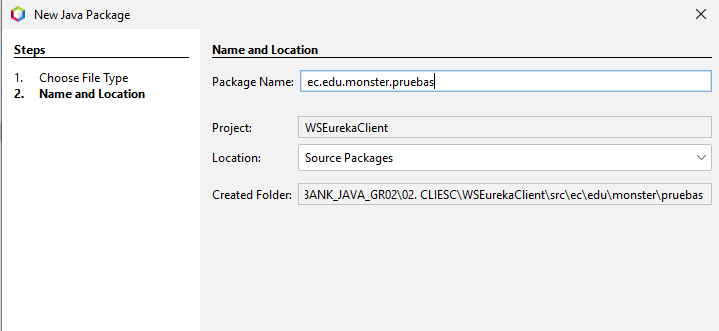 New Java Package
Steps
1. Choose File Type
2. Name and Location
Name and Location
Package Name: ec.edu.monster.pruebas
Project: WSEurekaClient
Location: Source Packages
Created Folder: BANK_JAVA_GR02\02. CLIESC\WSEurekaClient\src\ec\edu\monster\pruebas